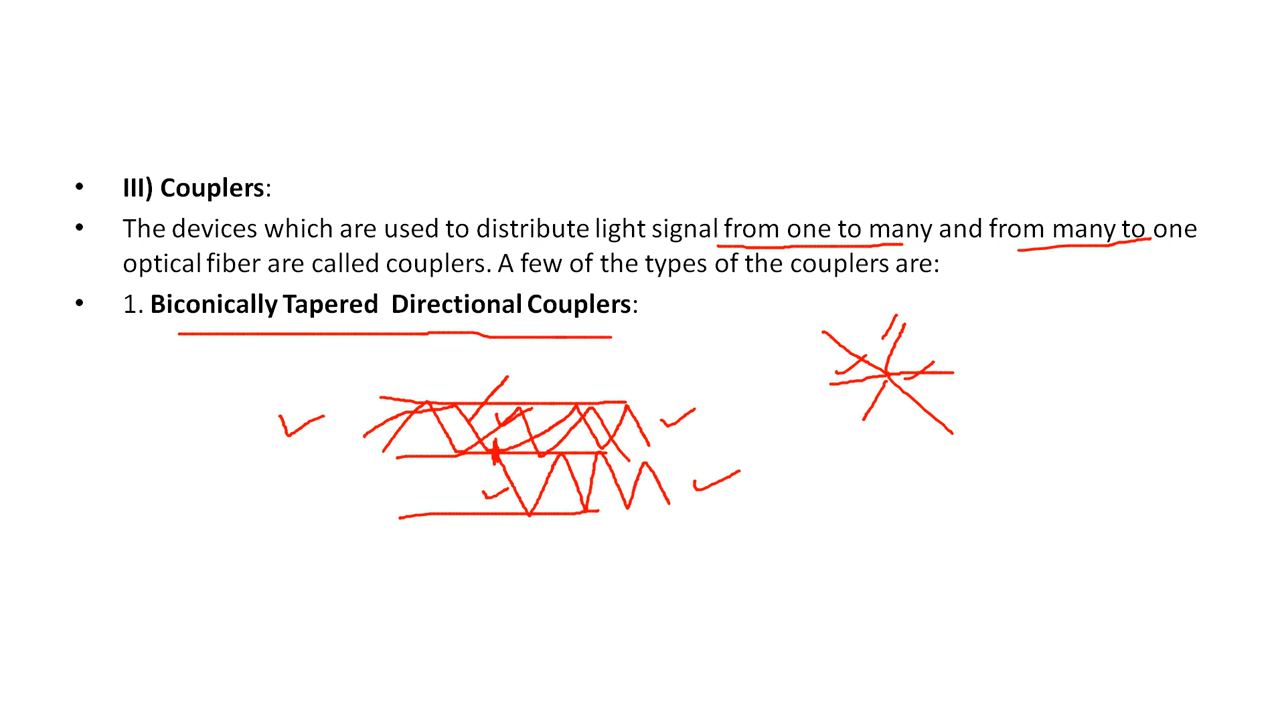 • III) Couplers:
• The devices which are used to distribute light signal from one to many and from many to one
optical fiber are called couplers. A few of the types of the couplers are:
• 1. Biconically Tapered Directional Couplers: